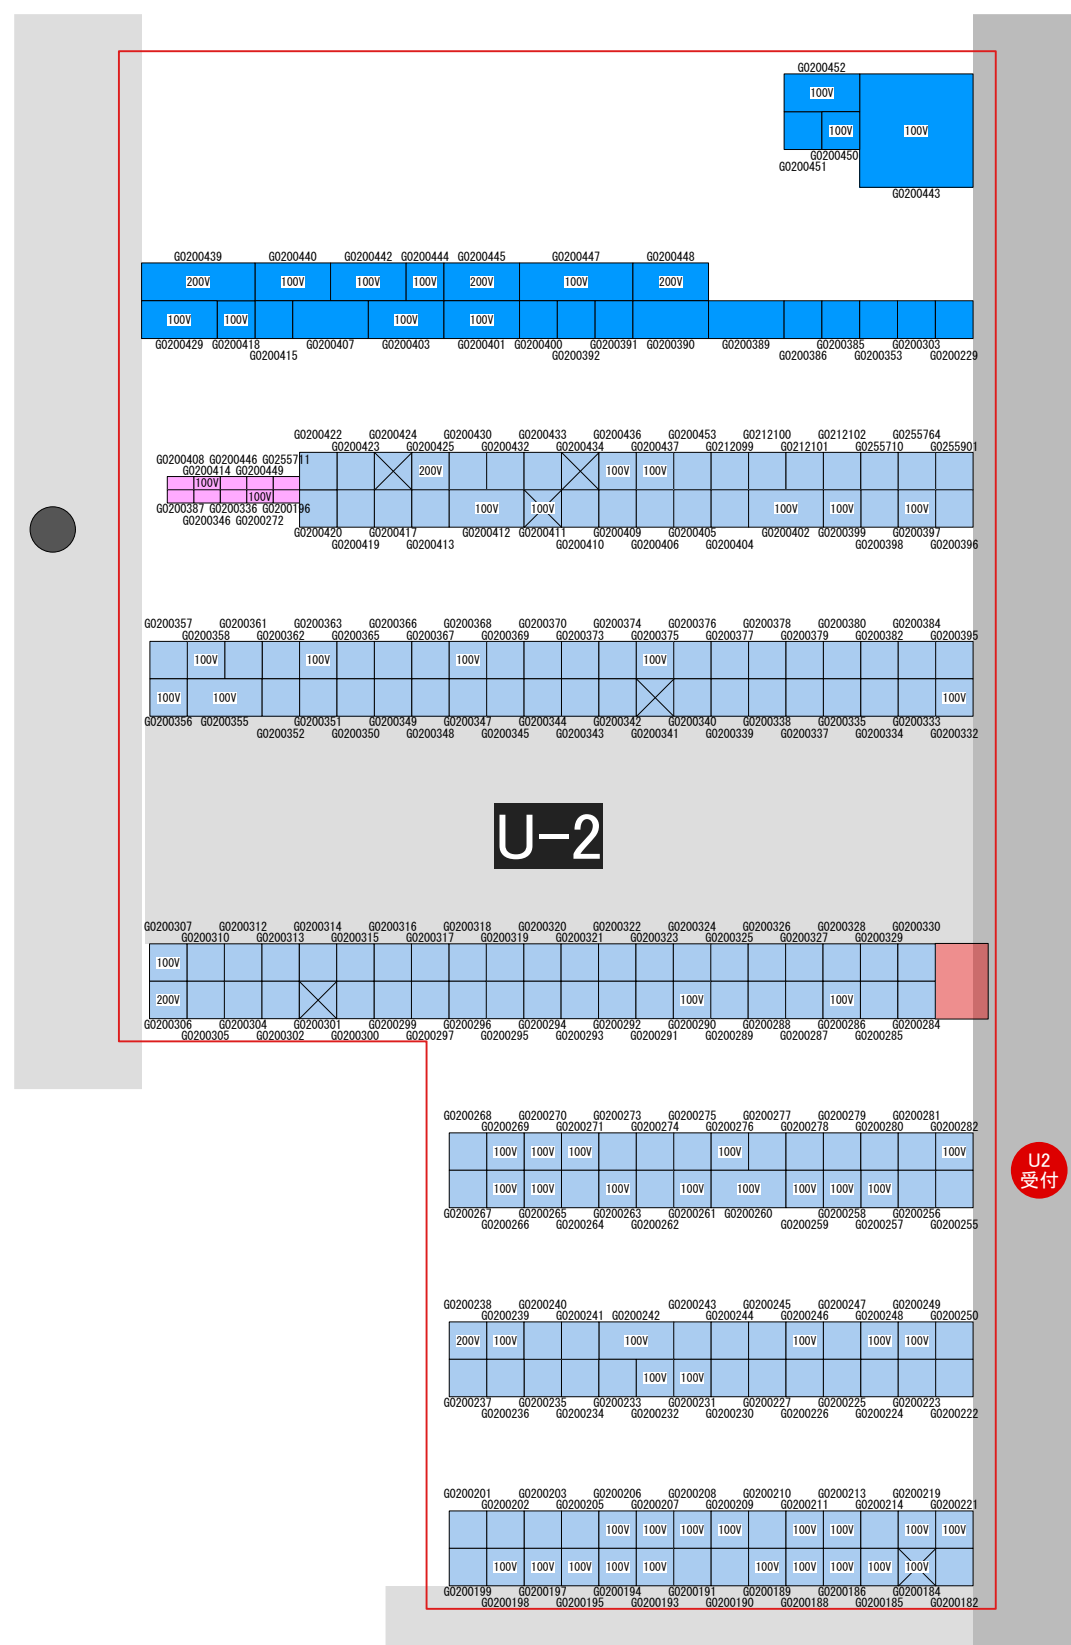 G0200452
100V
100V
100V
G0200450
G0200451
G0200443
G0200439 G0200440 G0200442 G0200444 G0200445 G0200447 G0200448
200V 100V 100V 100V 200V 100V 200V
100V 100V 100V 100V
G0200429 G0200418 G0200407 G0200403 G0200401 G0200400 G0200391 G0200390 G0200389 G0200385 G0200303
G0200415 G0200392 G0200386 G0200353 G0200229
G0200422 G0200424 G0200430 G0200433 G0200436 G0200453 G0212100 G0212102 G0255764
G0200423 G0200425 G0200432 G0200434 G0200437 G0212099 G0212101 G0255710 G0255901
G0200408 G0200446 G0255711
G0200414 G0200449
200V 100V 100V
100V
100V
100V 100V 100V 100V 100V
G0200387 G0200336 G0200196
G0200346 G0200272
G0200420 G0200417 G0200412 G0200411 G0200409 G0200405 G0200402 G0200399 G0200397
G0200419 G0200413 G0200410 G0200406 G0200404 G0200398 G0200396
G0200357 G0200361 G0200363 G0200366 G0200368 G0200370 G0200374 G0200376 G0200378 G0200380 G0200384
G0200358 G0200362 G0200365 G0200367 G0200369 G0200373 G0200375 G0200377 G0200379 G0200382 G0200395
100V 100V 100V 100V
100V 100V 100V
G0200356 G0200355 G0200351 G0200349 G0200347 G0200344 G0200342 G0200340 G0200338 G0200335 G0200333
G0200352 G0200350 G0200348 G0200345 G0200343 G0200341 G0200339 G0200337 G0200334 G0200332
U-2
G0200307 G0200312 G0200314 G0200316 G0200318 G0200320 G0200322 G0200324 G0200326 G0200328 G0200330
G0200310 G0200313 G0200315 G0200317 G0200319 G0200321 G0200323 G0200325 G0200327 G0200329
100V
200V 100V 100V
G0200306 G0200304 G0200301 G0200299 G0200296 G0200294 G0200292 G0200290 G0200288 G0200286 G0200284
G0200305 G0200302 G0200300 G0200297 G0200295 G0200293 G0200291 G0200289 G0200287 G0200285
G0200268 G0200270 G0200273 G0200275 G0200277 G0200279 G0200281
G0200269 G0200271 G0200274 G0200276 G0200278 G0200280 G0200282
100V 100V 100V 100V 100V
100V 100V 100V 100V 100V 100V 100V 100V
G0200267 G0200265 G0200263 G0200261 G0200260 G0200258 G0200256
G0200266 G0200264 G0200262 G0200259 G0200257 G0200255
U2
受付
G0200238 G0200240 G0200243 G0200245 G0200247 G0200249
G0200239 G0200241 G0200242 G0200244 G0200246 G0200248 G0200250
200V 100V 100V 100V 100V 100V
100V 100V
G0200237 G0200235 G0200233 G0200231 G0200227 G0200225 G0200223
G0200236 G0200234 G0200232 G0200230 G0200226 G0200224 G0200222
G0200201 G0200203 G0200206 G0200208 G0200210 G0200213 G0200219
G0200202 G0200205 G0200207 G0200209 G0200211 G0200214 G0200221
100V 100V 100V 100V 100V 100V 100V 100V
100V 100V 100V 100V 100V 100V 100V 100V 100V 100V
G0200199 G0200197 G0200194 G0200191 G0200189 G0200186 G0200184
G0200198 G0200195 G0200193 G0200190 G0200188 G0200185 G0200182